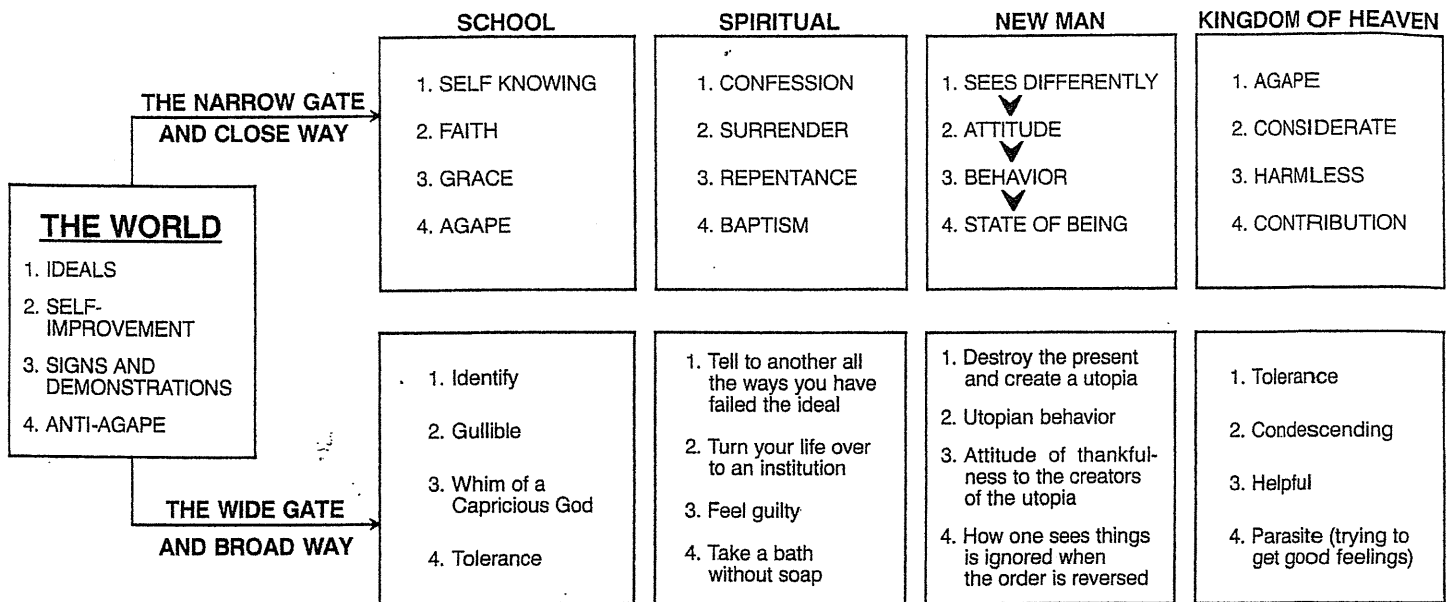 SCHOOL
SPIRITUAL
NEW MAN
KINGDOM OF HEAVEN
THE NARROW GATE
AND CLOSE WAY
1. SELF KNOWING
2. FAITH
3. GRACE
4. AGAPE
1. CONFESSION
2. SURRENDER
3. REPENTANCE
4. BAPTISM
1. SEES DIFFERENTLY
2. ATTITUDE
3. BEHAVIOR
4. STATE OF BEING
1. AGAPE
2. CONSIDERATE
3. HARMLESS
4. CONTRIBUTION
THE WORLD
1. IDEALS
2. SELF-
IMPROVEMENT
3. SIGNS AND
DEMONSTRATIONS
4. ANTI-AGAPE
THE WIDE GATE
AND BROAD WAY
1. Identify
2. Gullible
3. Whim of a
Capricious God
4. Tolerance
1. Tell to another all
the ways you have
failed the ideal
2. Turn your life over
to an institution
3. Feel guilty
4. Take a bath
without soap
1. Destroy the present
and create a utopia
2. Utopian behavior
3. Attitude of thankful-
ness to the creators
of the utopia
4. How one sees things
is ignored when
the order is reversed
1. Tolerance
2. Condescending
3. Helpful
4. Parasite (trying to
get good feelings)